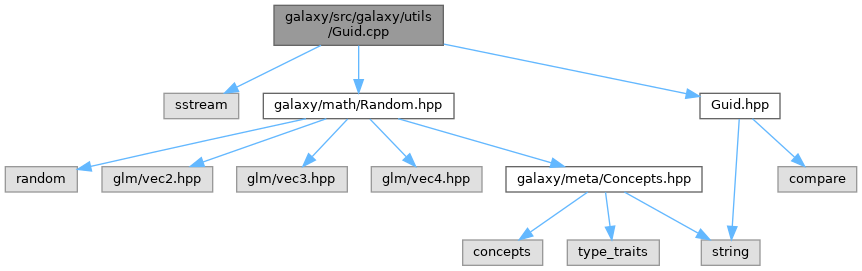 galaxy/src/galaxy/utils
/Guid.cpp
sstream
galaxy/math/Random.hpp
Guid.hpp
random
glm/vec2.hpp
glm/vec3.hpp
glm/vec4.hpp
galaxy/meta/Concepts.hpp
compare
concepts
type_traits
string